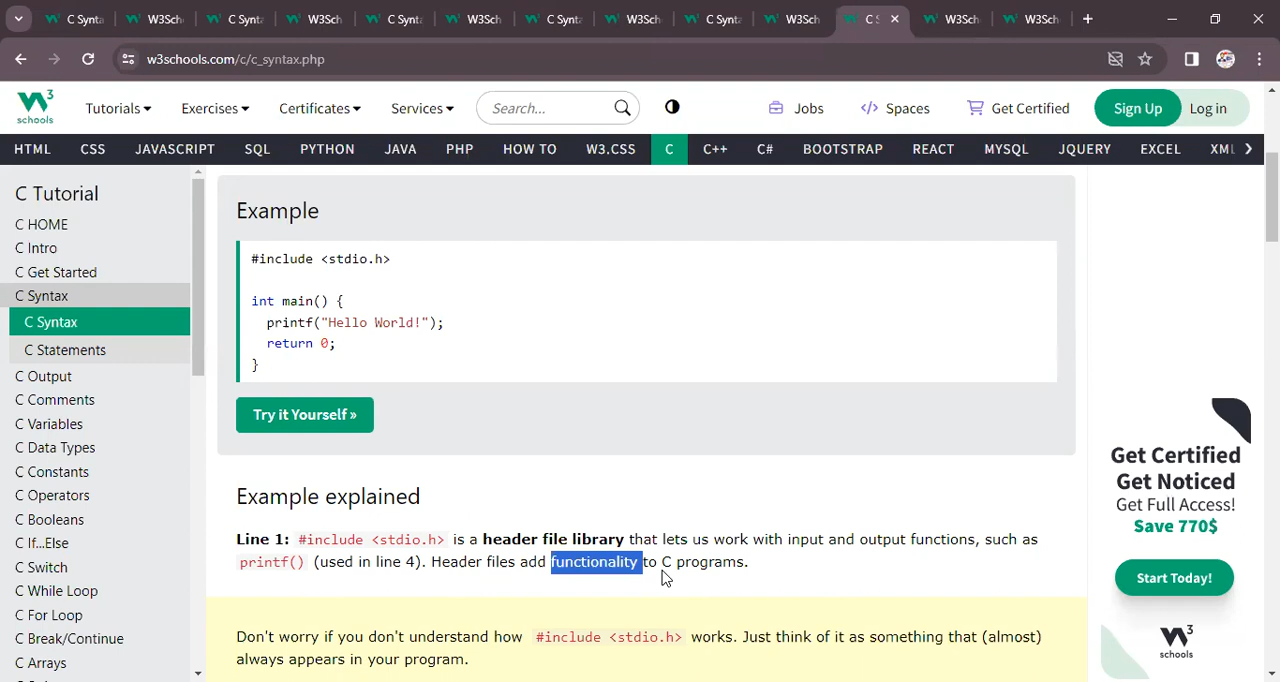 C Synta W3Sch C Synta W3Sch C Synta W3Sch C Synta W3Sch C Synta W3Sch C S W3Sch W3Sch
w3schools.com/c/c_syntax.php
W3 schools Tutorials Exercises Certificates Services Search... Jobs </> Spaces Get Certified Sign Up Log in
HTML CSS JAVASCRIPT SQL PYTHON JAVA PHP HOW TO W3.CSS C C++ C# BOOTSTRAP REACT MYSQL JQUERY EXCEL XML
C Tutorial
C HOME
C Intro
C Get Started
C Syntax
C Syntax
C Statements
C Output
C Comments
C Variables
C Data Types
C Constants
C Operators
C Booleans
C If...Else
C Switch
C While Loop
C For Loop
C Break/Continue
C Arrays
Example
#include <stdio.h>
int main() {
printf("Hello World!");
return 0;
}
Try it Yourself »
Example explained
Line 1: #include <stdio.h> is a header file library that lets us work with input and output functions, such as
printf() (used in line 4). Header files add functionality to C programs.
Don't worry if you don't understand how #include <stdio.h> works. Just think of it as something that (almost)
always appears in your program.
Get Certified
Get Noticed
Get Full Access!
Save 770$
Start Today!
W3
schools